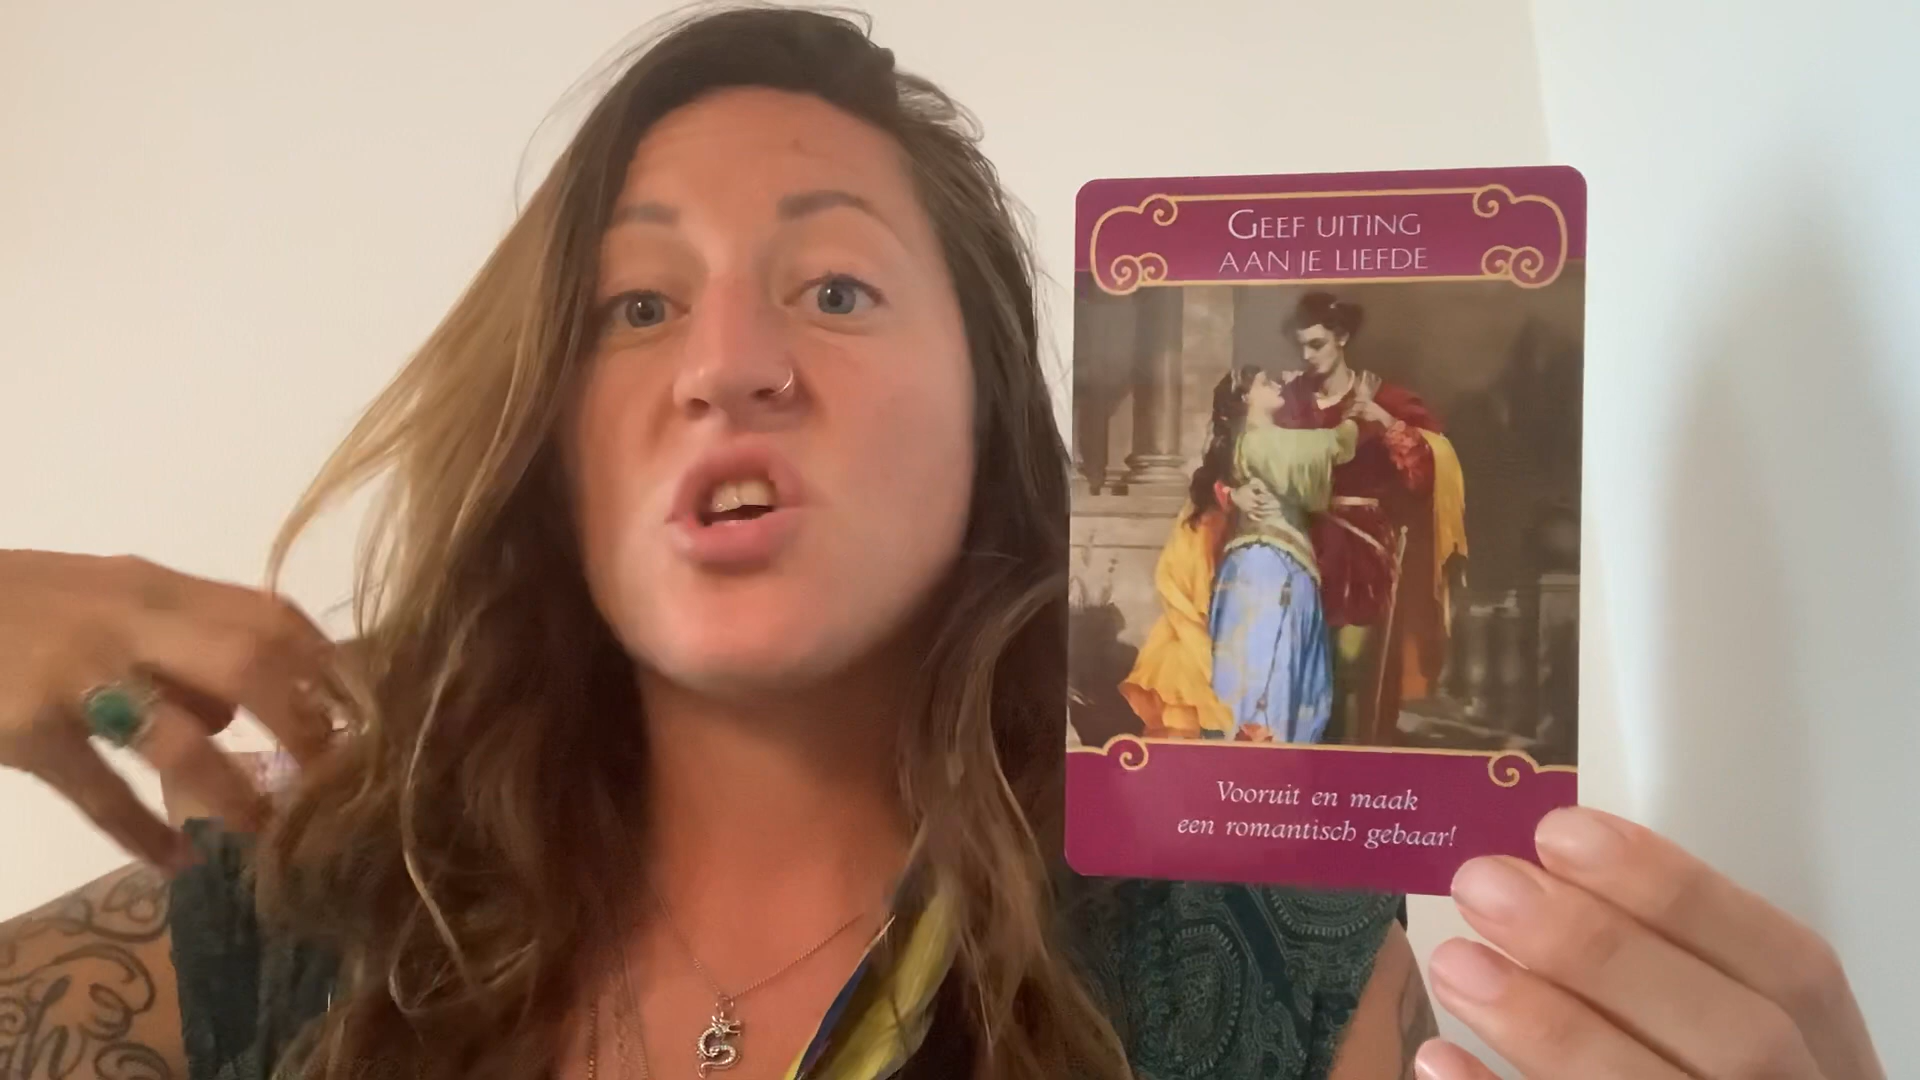 GEEF UITING
AAN JE LIEFDE
Vooruit en maak
een romantisch gebaar!